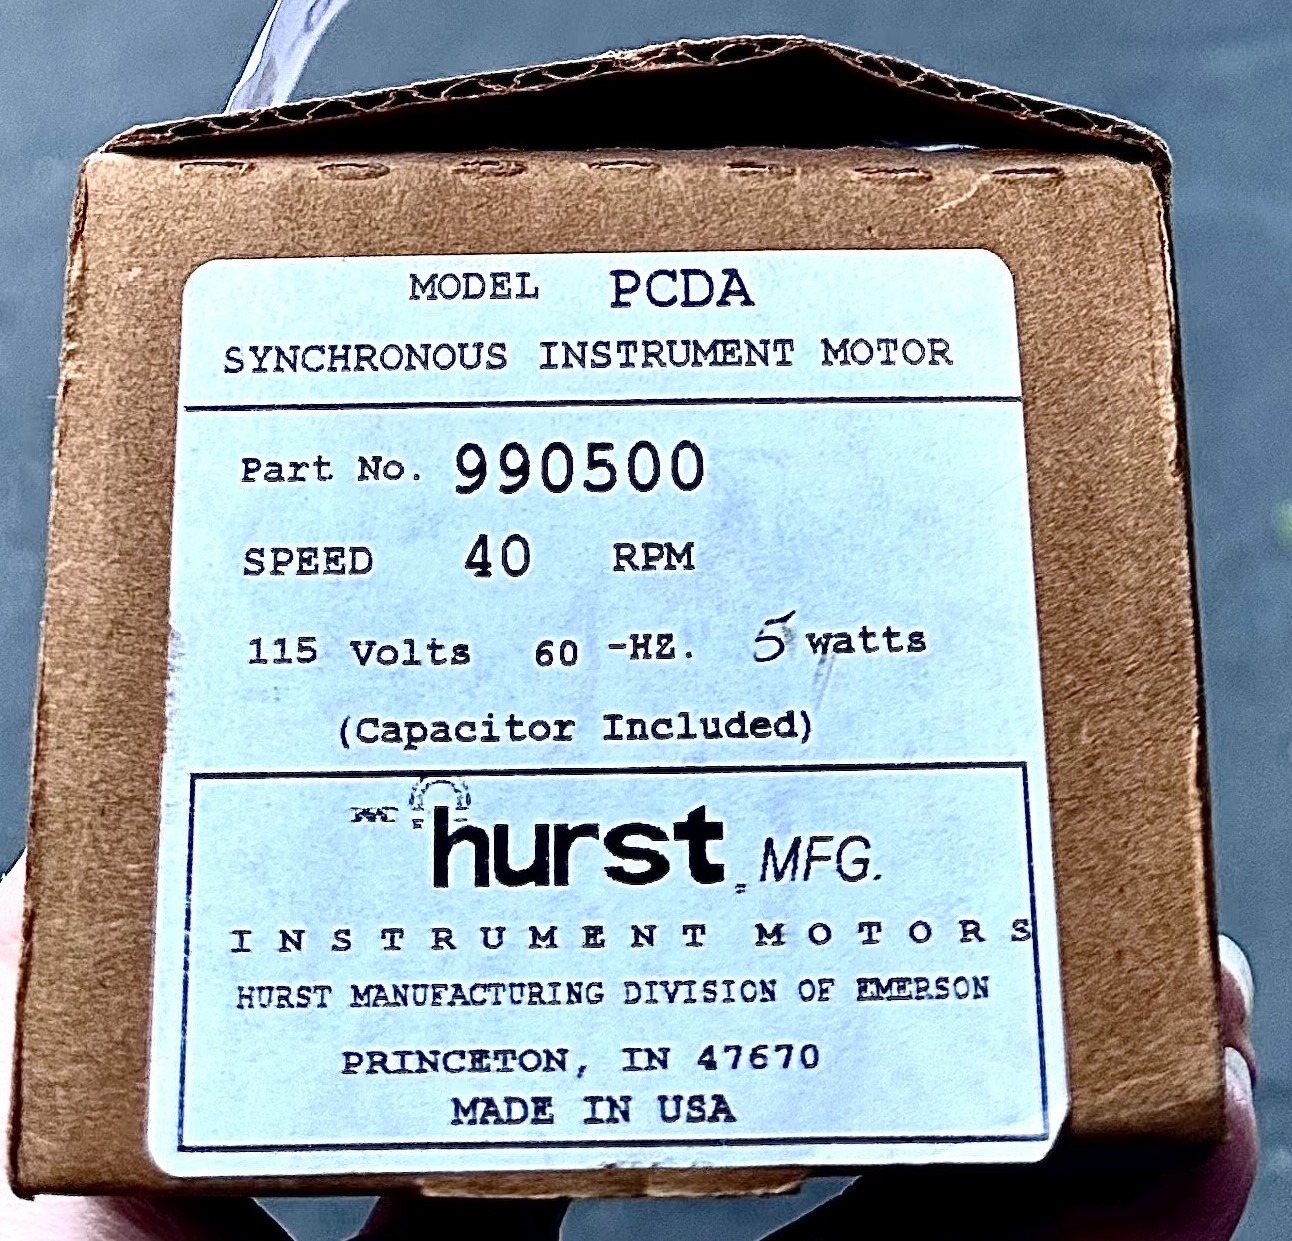 MODEL PCDA
SYNCHRONOUS INSTRUMENT MOTOR
Part No. 990500
SPEED 40 RPM
115 Volts 60 -HZ. 5 watts
(Capacitor Included)
hurst MFG.
INSTRUMENT MOTORS
HURST MANUFACTURING DIVISION OF EMERSON
PRINCETON, IN 47670
MADE IN USA